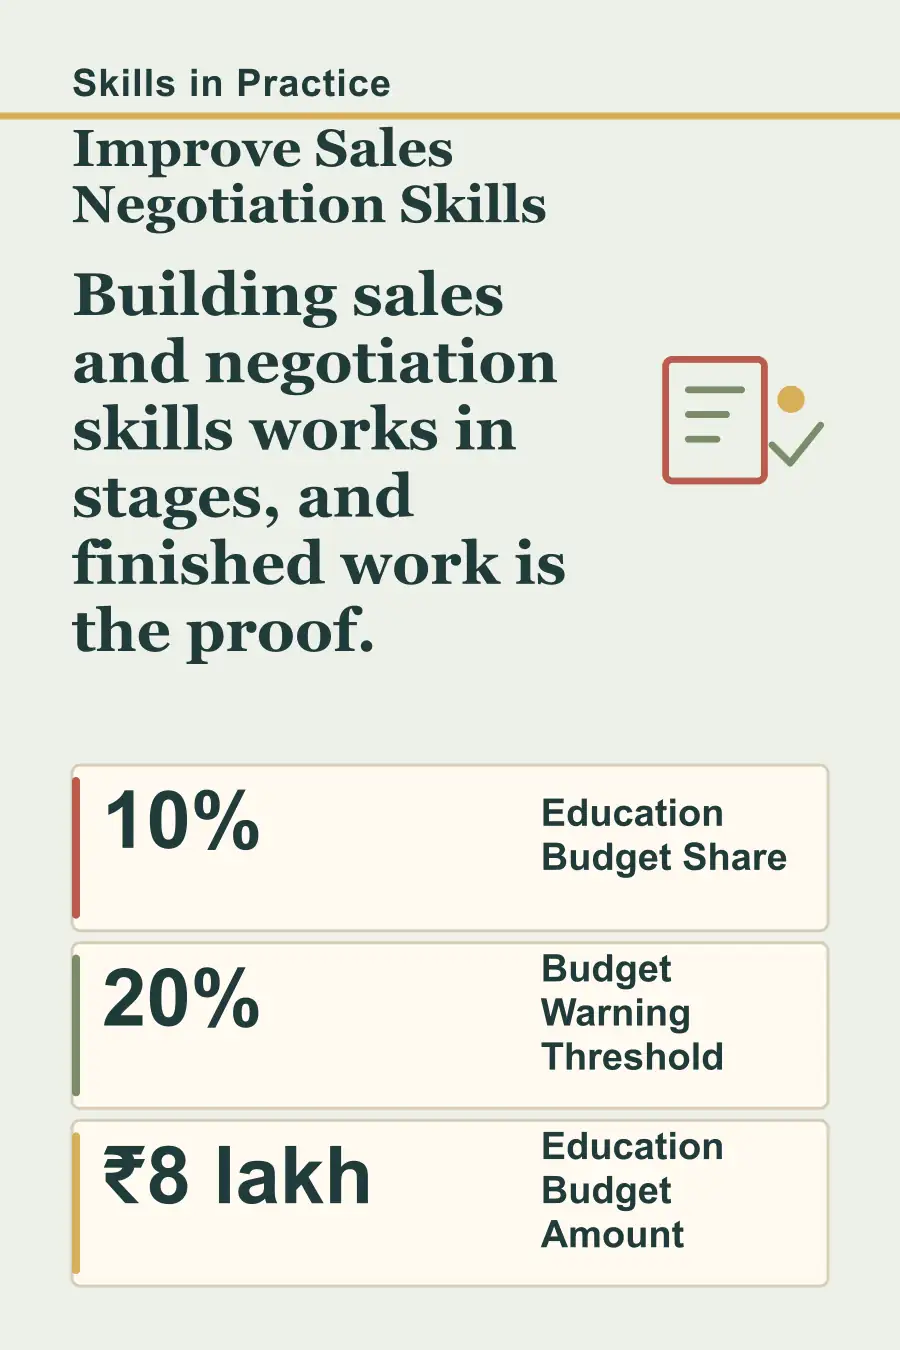 Skills in Practice
Improve Sales
Negotiation Skills
Building sales
and negotiation
skills works in
stages, and
finished work is
the proof.
10%
Education
Budget Share
20%
Budget
Warning
Threshold
₹8 lakh
Education
Budget
Amount